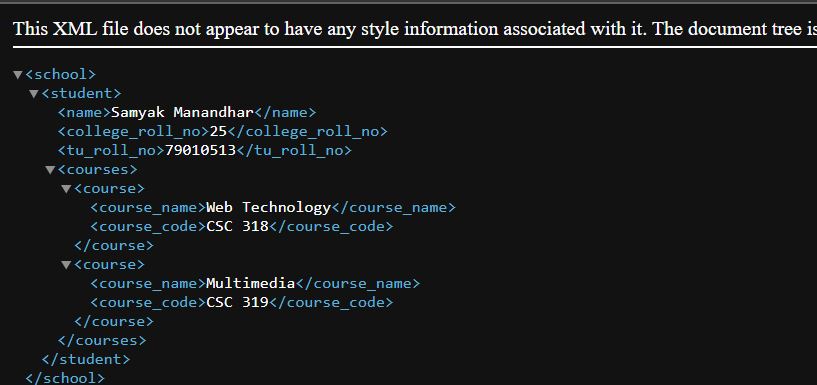 This XML file does not appear to have any style information associated with it. The document tree is
<school>
<student>
<name>Samyak Manandhar</name>
<college_roll_no>25</college_roll_no>
<tu_roll_no>79010513</tu_roll_no>
<courses>
<course>
<course_name>Web Technology</course_name>
<course_code>CSC 318</course_code>
</course>
<course>
<course_name>Multimedia</course_name>
<course_code>CSC 319</course_code>
</course>
</courses>
</student>
</school>